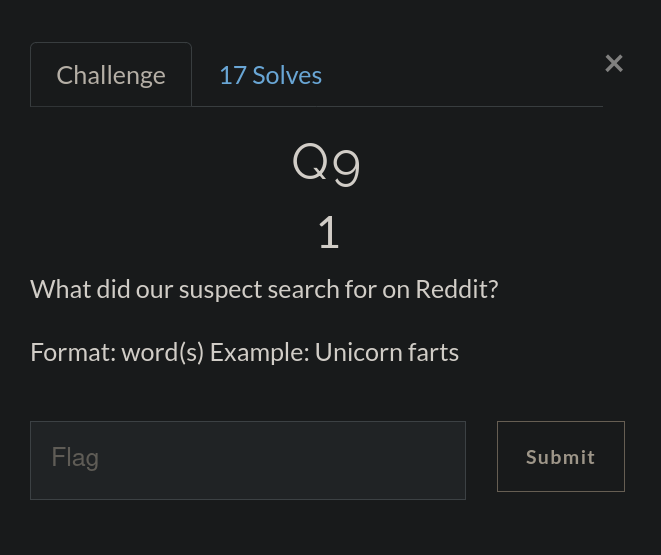 Challenge
17 Solves
×
Q9
1
What did our suspect search for on Reddit?
Format: word(s) Example: Unicorn farts
Flag
Submit